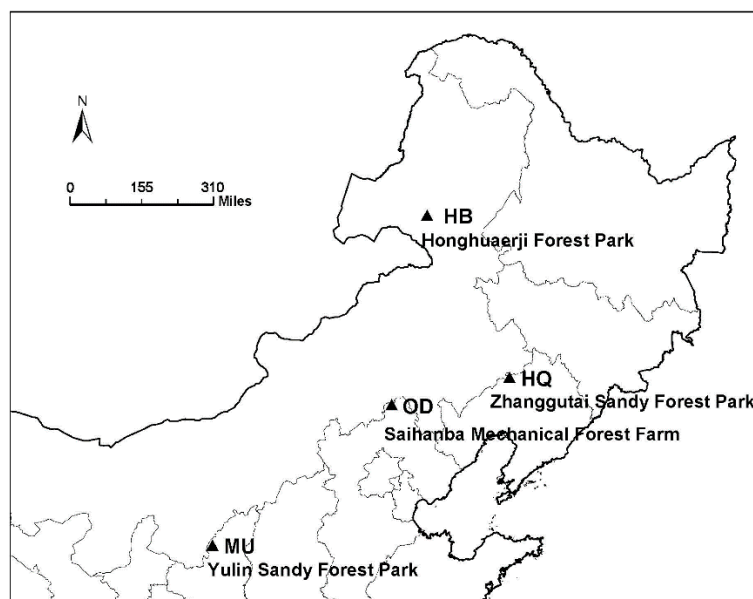 N
0 155 310
Miles
HB
Honghuaerji Forest Park
HQ
Zhanggutai Sandy Forest Park
OD
Saihanba Mechanical Forest Farm
MU
Yulin Sandy Forest Park